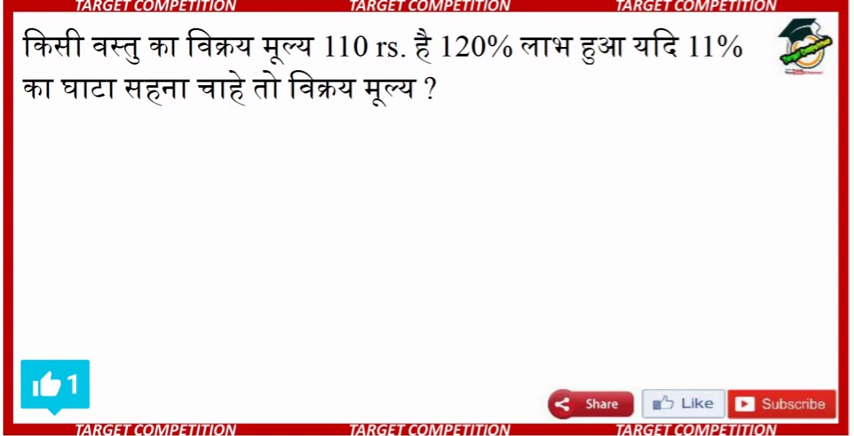 TARGET COMPETITION TARGET COMPETITION TARGET COMPETITION
किसी वस्तु का विक्रय मूल्य 110 rs. है 120% लाभ हुआ यदि 11%
का घाटा सहना चाहे तो विक्रय मूल्य ?
1
Share Like Subscribe
TARGET COMPETITION TARGET COMPETITION TARGET COMPETITION